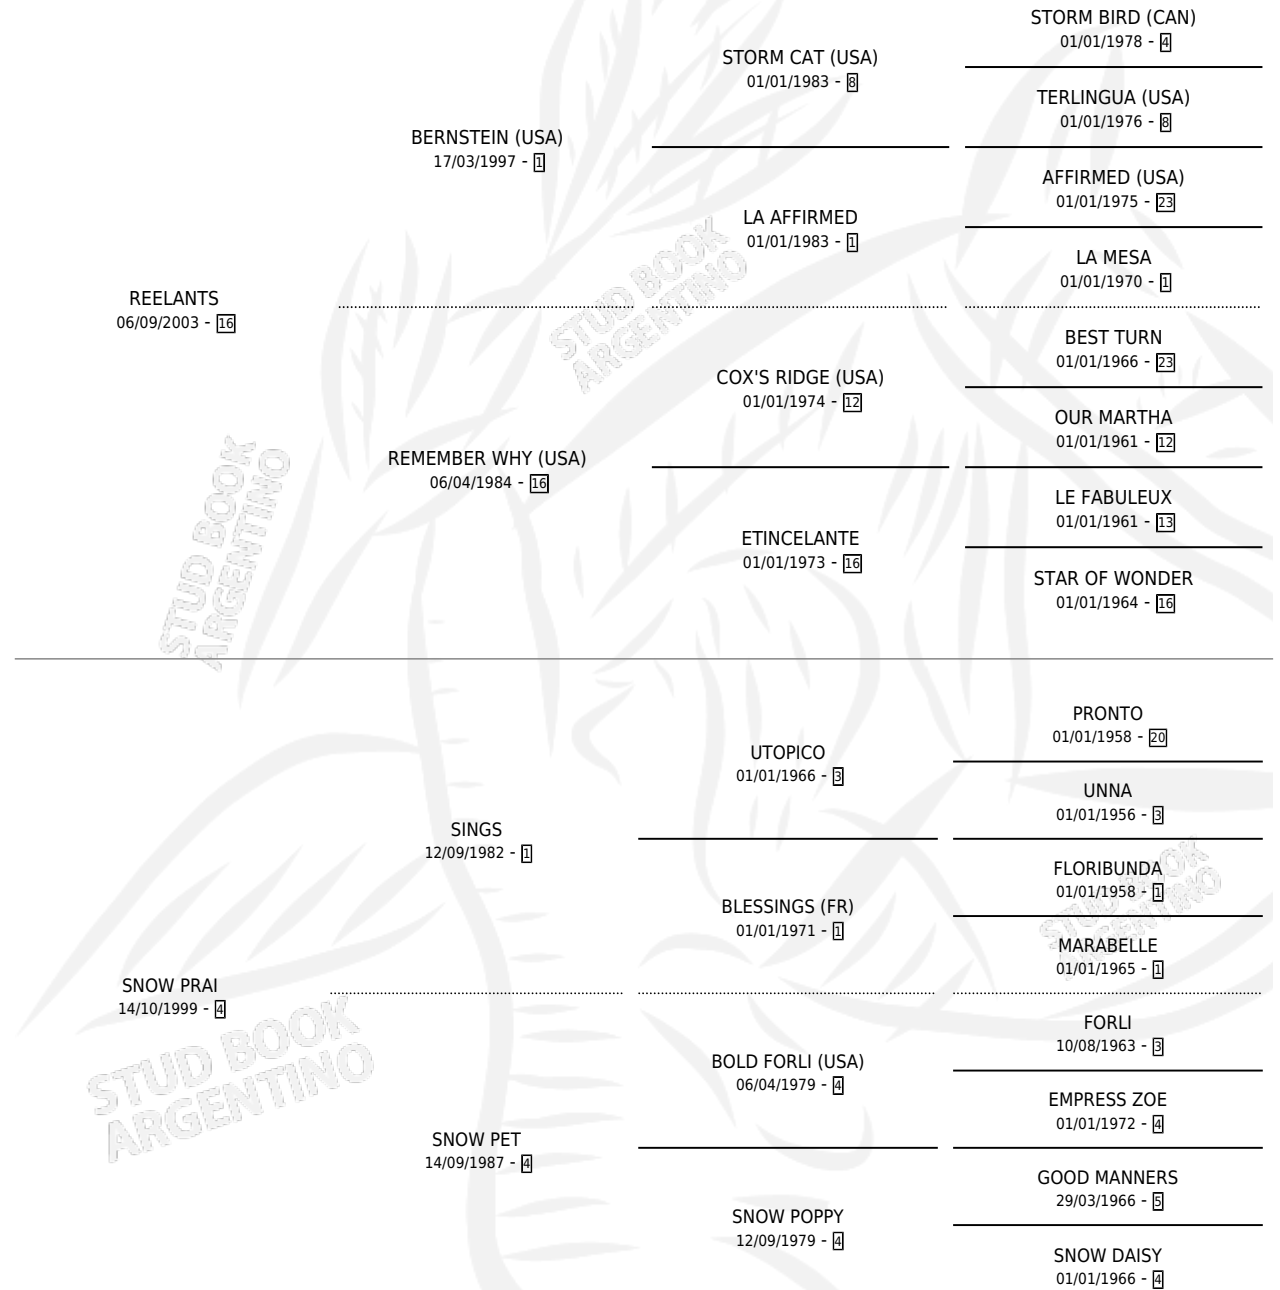 STORM BIRD (CAN)
01/01/1978 - 4
STORM CAT (USA)
01/01/1983 - 8
TERLINGUA (USA)
01/01/1976 - 8
BERNSTEIN (USA)
17/03/1997 - 1
AFFIRMED (USA)
01/01/1975 - 23
LA AFFIRMED
01/01/1983 - 1
LA MESA
01/01/1970 - 1
REELANTS
06/09/2003 - 16
BEST TURN
01/01/1966 - 23
COX'S RIDGE (USA)
01/01/1974 - 12
OUR MARTHA
01/01/1961 - 12
REMEMBER WHY (USA)
06/04/1984 - 16
LE FABULEUX
01/01/1961 - 13
ETINCELANTE
01/01/1973 - 16
STAR OF WONDER
01/01/1964 - 16
PRONTO
01/01/1958 - 20
UTOPICO
01/01/1966 - 3
UNNA
01/01/1956 - 3
SINGS
12/09/1982 - 1
FLORIBUNDA
01/01/1958 - 1
BLESSINGS (FR)
01/01/1971 - 1
MARABELLE
01/01/1965 - 1
SNOW PRAI
14/10/1999 - 4
FORLI
10/08/1963 - 3
BOLD FORLI (USA)
06/04/1979 - 4
EMPRESS ZOE
01/01/1972 - 4
SNOW PET
14/09/1987 - 4
GOOD MANNERS
29/03/1966 - 5
SNOW POPPY
12/09/1979 - 4
SNOW DAISY
01/01/1966 - 4
STUD BOOK
ARGENTINO
STUD BOOK
ARGENTINO
STUD BOOK
ARGENTINO
STUD BOOK
ARGENTINO